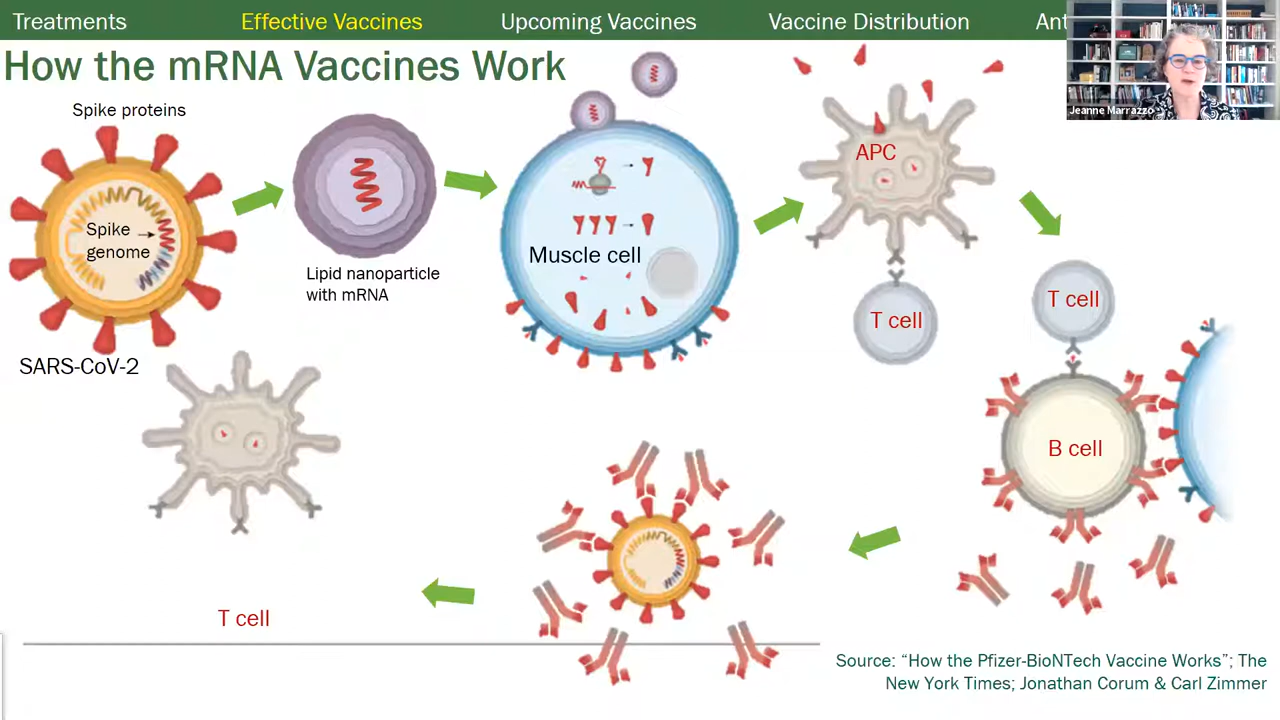 Treatments
Effective Vaccines
Upcoming Vaccines
Vaccine Distribution
Jeanne Marrazzo
How the mRNA Vaccines Work
Spike proteins
Spike
genome
SARS-CoV-2
Lipid nanoparticle
with mRNA
Muscle cell
APC
T cell
T cell
B cell
T cell
Source: “How the Pfizer-BioNTech Vaccine Works”; The
New York Times; Jonathan Corum & Carl Zimmer